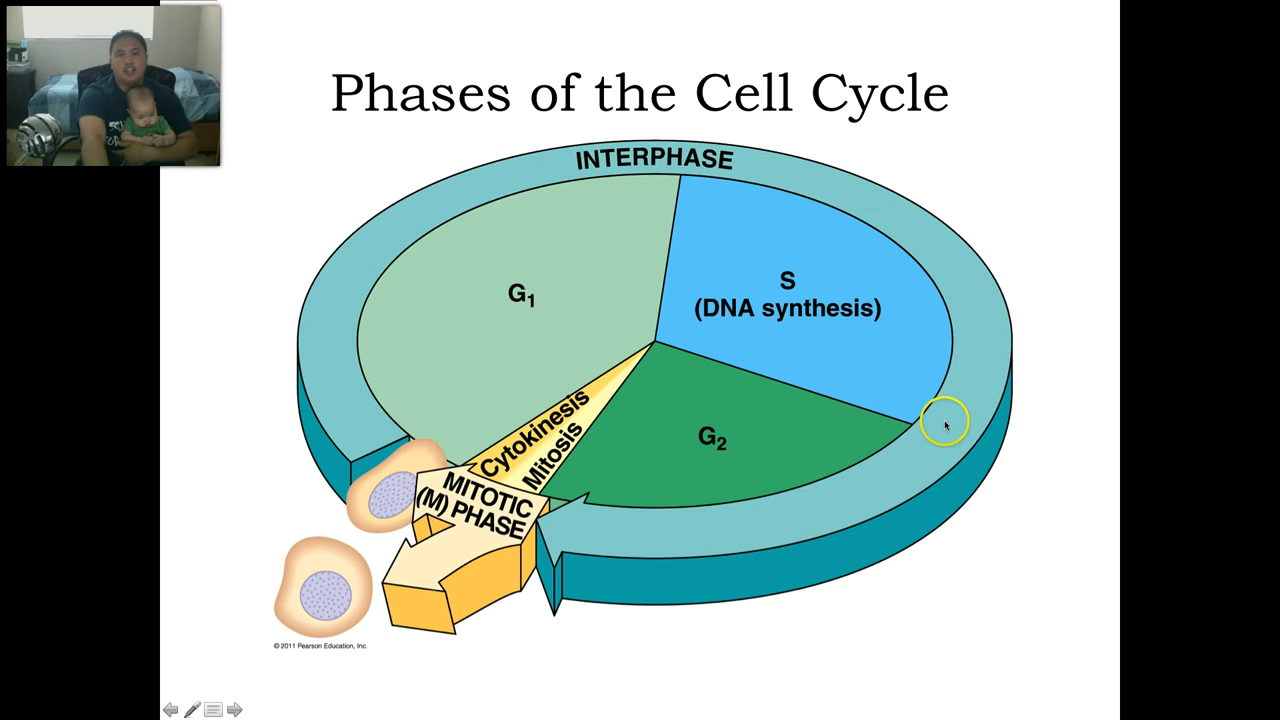 Phases of the Cell Cycle
INTERPHASE
G₁
S
(DNA synthesis)
G₂
Cytokinesis
Mitosis
MITOTIC
(M) PHASE
© 2011 Pearson Education, Inc.